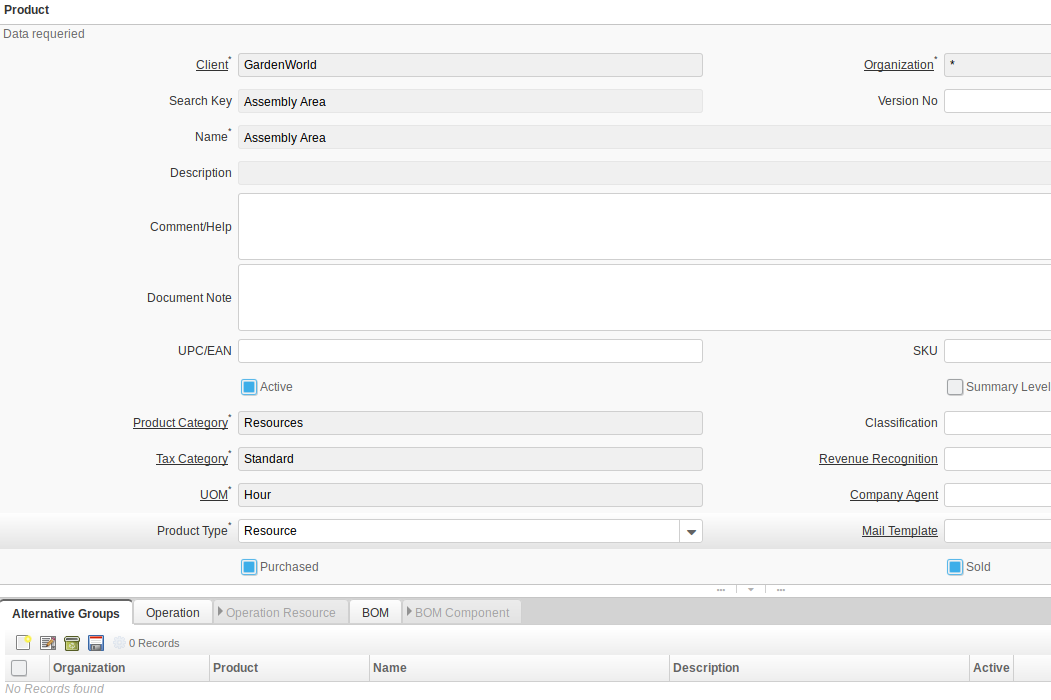 Product
Data requeried
Client* GardenWorld Organization* *
Search Key Assembly Area Version No
Name* Assembly Area
Description
Comment/Help
Document Note
UPC/EAN SKU
Active Summary Level
Product Category* Resources Classification
Tax Category* Standard Revenue Recognition
UOM* Hour Company Agent
Product Type* Resource Mail Template
Purchased Sold
Alternative Groups Operation Operation Resource BOM BOM Component
0 Records
Organization Product Name Description Active
No Records found